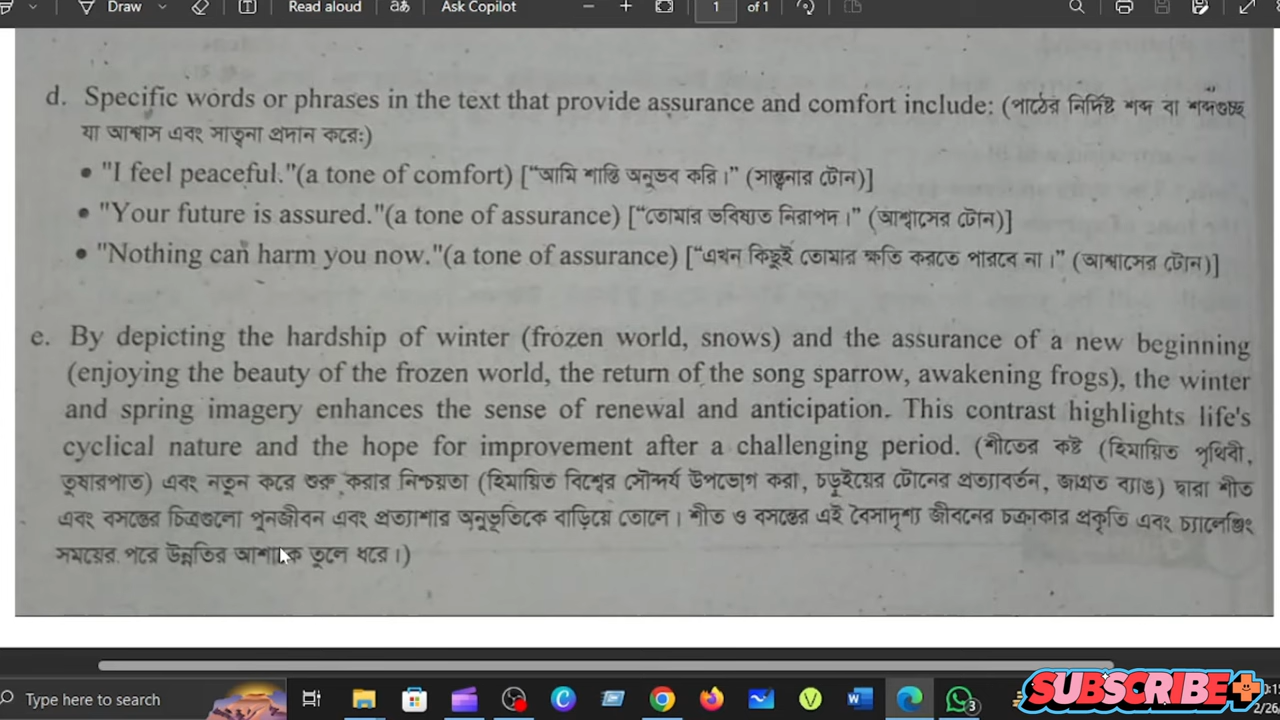 Draw
Read aloud
aあ
Ask Copilot
1
of 1
d. Specific words or phrases in the text that provide assurance and comfort include: (পাঠের নির্দিষ্ট শব্দ বা শব্দগুচ্ছ
যা আশ্বাস এবং সান্ত্বনা প্রদান করে:)
• "I feel peaceful."(a tone of comfort) [“আমি শান্তি অনুভব করি।” (সান্ত্বনার টোন)]
• "Your future is assured."(a tone of assurance) [“তোমার ভবিষ্যত নিরাপদ।” (আশ্বাসের টোন)]
• "Nothing can harm you now."(a tone of assurance) [“এখন কিছুই তোমার ক্ষতি করতে পারবে না।” (আশ্বাসের টোন)]
e. By depicting the hardship of winter (frozen world, snows) and the assurance of a new beginning
(enjoying the beauty of the frozen world, the return of the song sparrow, awakening frogs), the winter
and spring imagery enhances the sense of renewal and anticipation. This contrast highlights life's
cyclical nature and the hope for improvement after a challenging period. (শীতের কষ্ট (হিমায়িত পৃথিবী,
তুষারপাত) এবং নতুন করে শুরু করার নিশ্চয়তা (হিমায়িত বিশ্বের সৌন্দর্য উপভোগ করা, চড়ুইয়ের টোনের প্রত্যাবর্তন, জাগ্রত ব্যাঙ) দ্বারা শীত
এবং বসন্তের চিত্রগুলো পুনর্জীবন এবং প্রত্যাশার অনুভূতিকে বাড়িয়ে তোলে। শীত ও বসন্তের এই বৈসাদৃশ্য জীবনের চক্রাকার প্রকৃতি এবং চ্যালেঞ্জিং
সময়ের পরে উন্নতির আশাকে তুলে ধরে।)
Type here to search
3
SUBSCRIBE
2/26